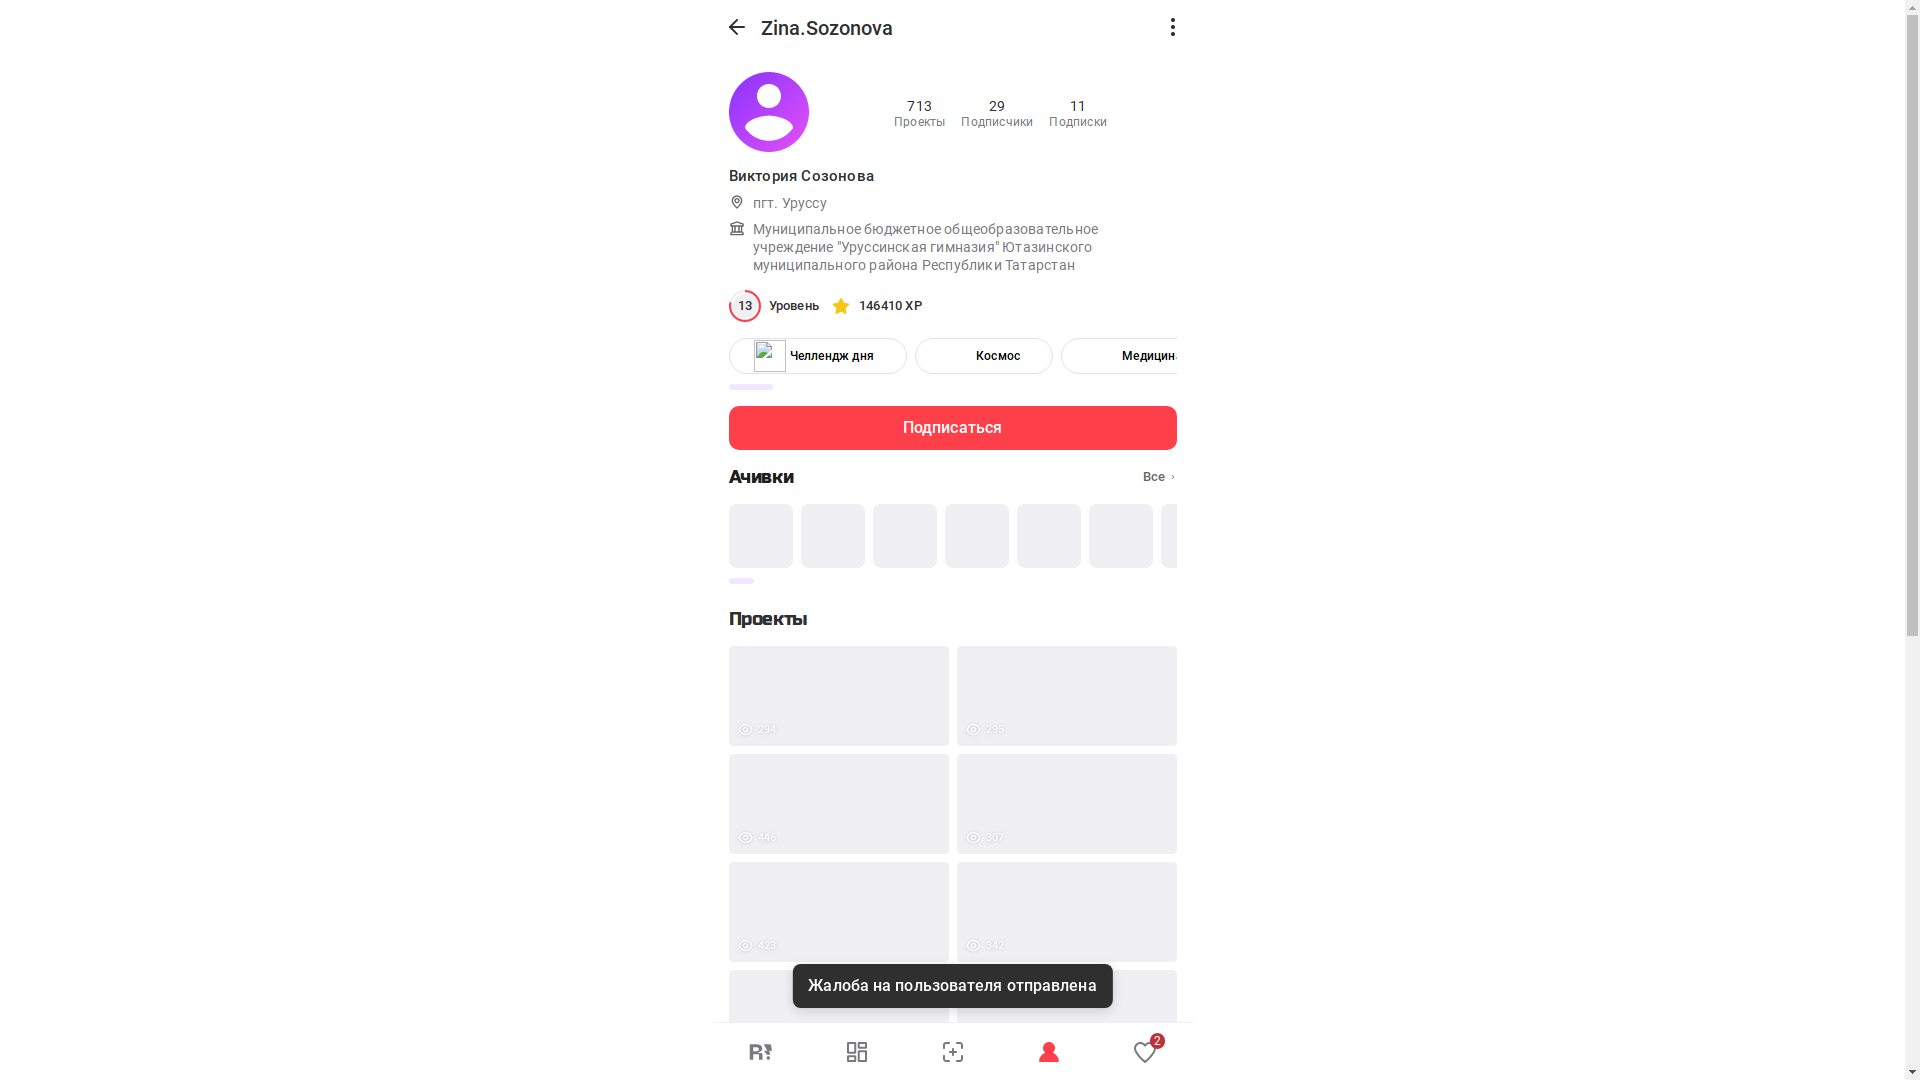 Zina.Sozonova
713
Проекты
29
Подписчики
11
Подписки
Виктория Созонова
пгт. Уруссу
Муниципальное бюджетное общеобразовательное
учреждение "Уруссинская гимназия" Ютазинского
муниципального района Республики Татарстан
13 Уровень 146410 XP
Челлендж дня
Космос
Подписаться
Ачивки
Все
Проекты
294
295
446
307
423
342
Жалоба на пользователя отправлена
R!
2